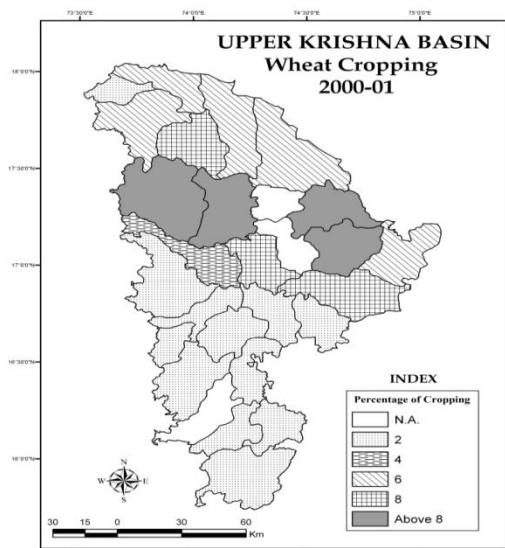 73°30'0"E 74°0'0"E 74°30'0"E 75°0'0"E
UPPER KRISHNA BASIN
Wheat Cropping
2000-01
18°0'0"N
17°30'0"N
17°0'0"N
16°30'0"N
16°0'0"N
INDEX
Percentage of Cropping
N.A.
2
4
6
8
Above 8
N
W E
S
30 15 0 30 60
Km